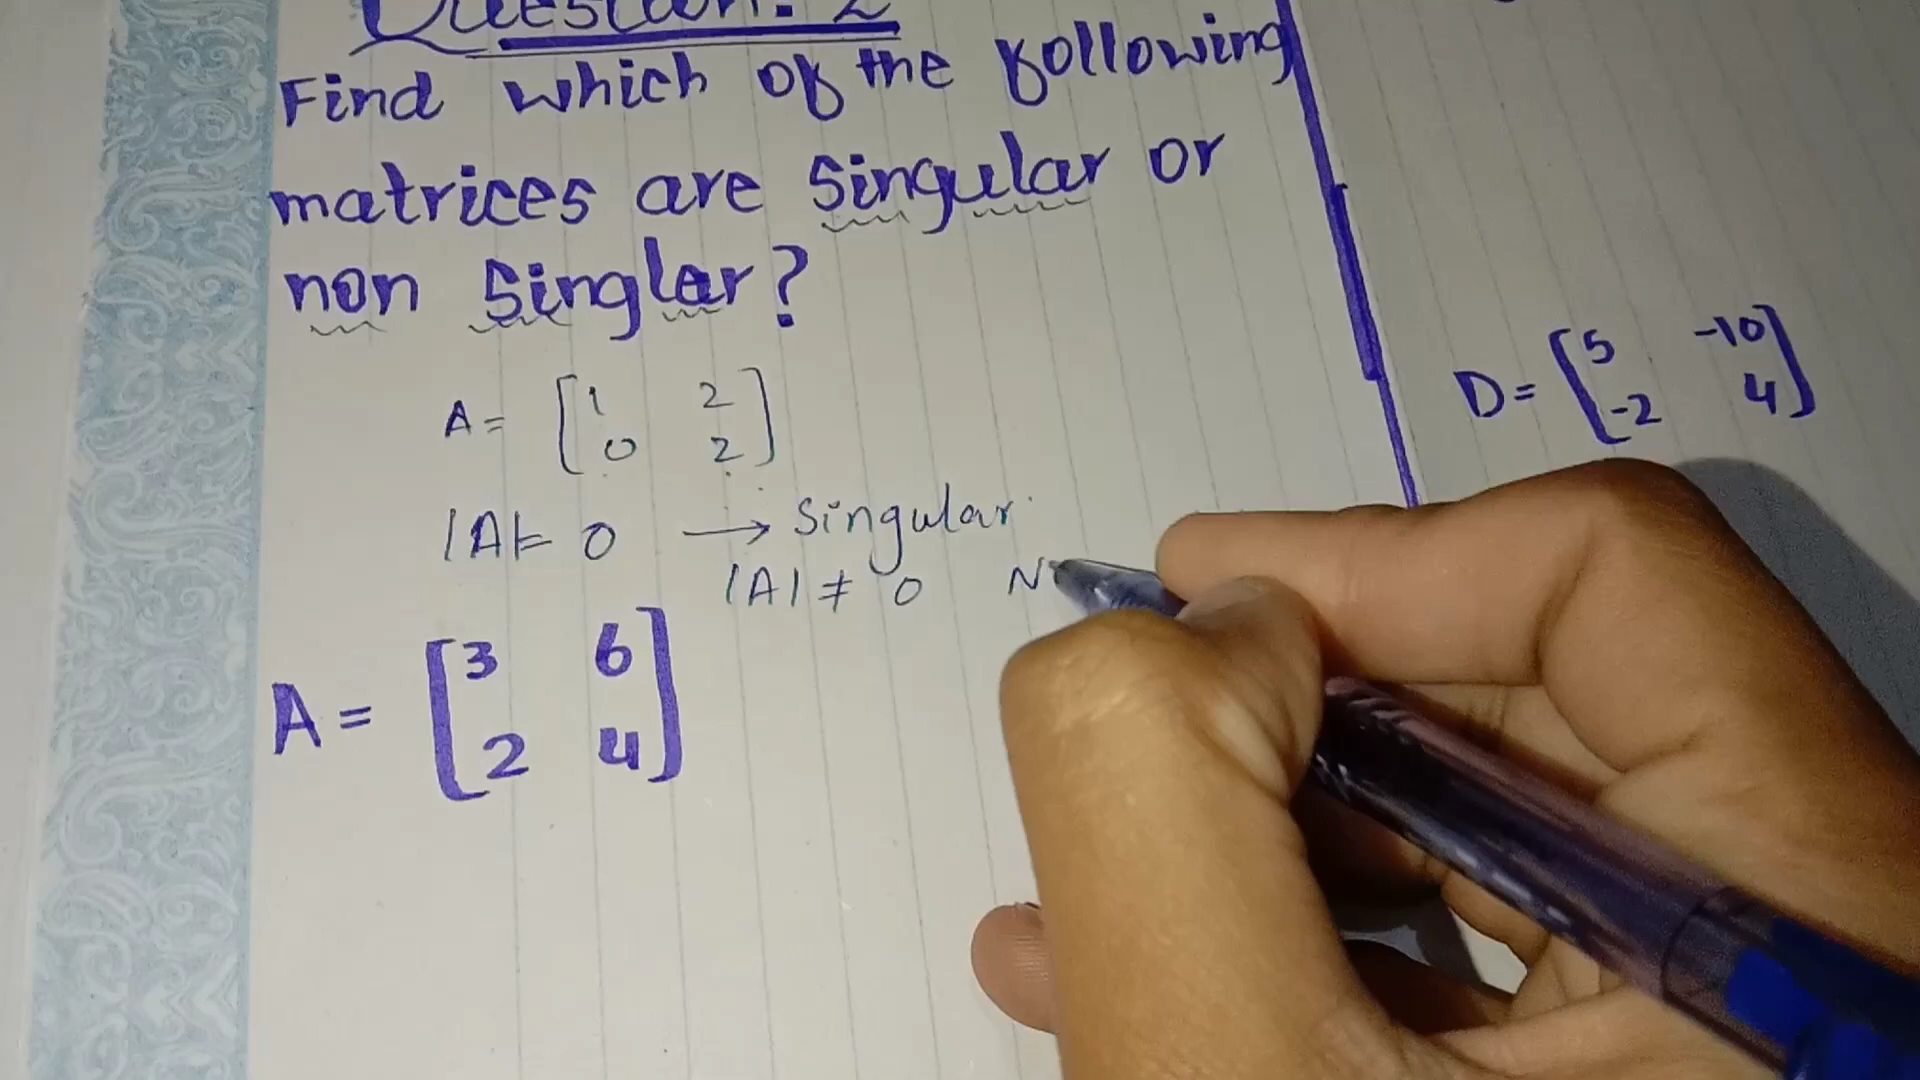 Question: 2
Find which of the following
matrices are singular or
non singler?
A = [1 2
0 2]
|A| = 0 → Singular
|A| ≠ 0 N
A = [3 6
2 4]
D = [5 -10
-2 4]